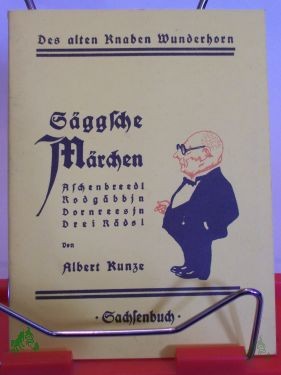 Des alten Knaben Wunderhorn
Säggsche
Märchen
Aschenbreedl
Rodgäbbjn
Dornreesjn
Drei Rädsl
Von
Albert Kunze
· Sachsenbuch ·